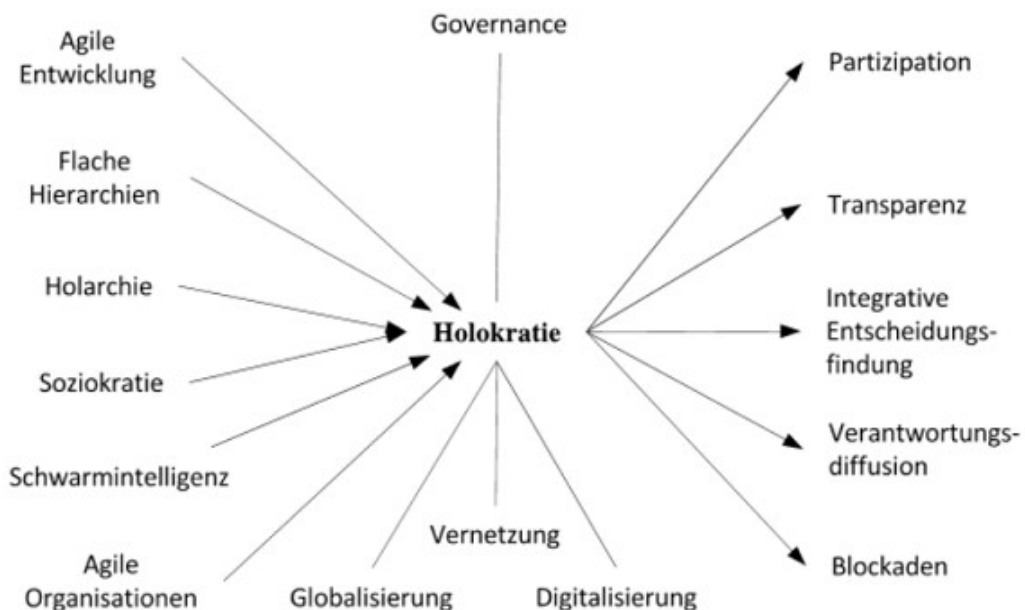 Governance
Agile
Entwicklung
Flache
Hierarchien
Holarchie
Soziokratie
Schwarmintelligenz
Agile
Organisationen
Holokratie
Globalisierung
Vernetzung
Digitalisierung
Partizipation
Transparenz
Integrative
Entscheidungs-
findung
Verantwortungs-
diffusion
Blockaden